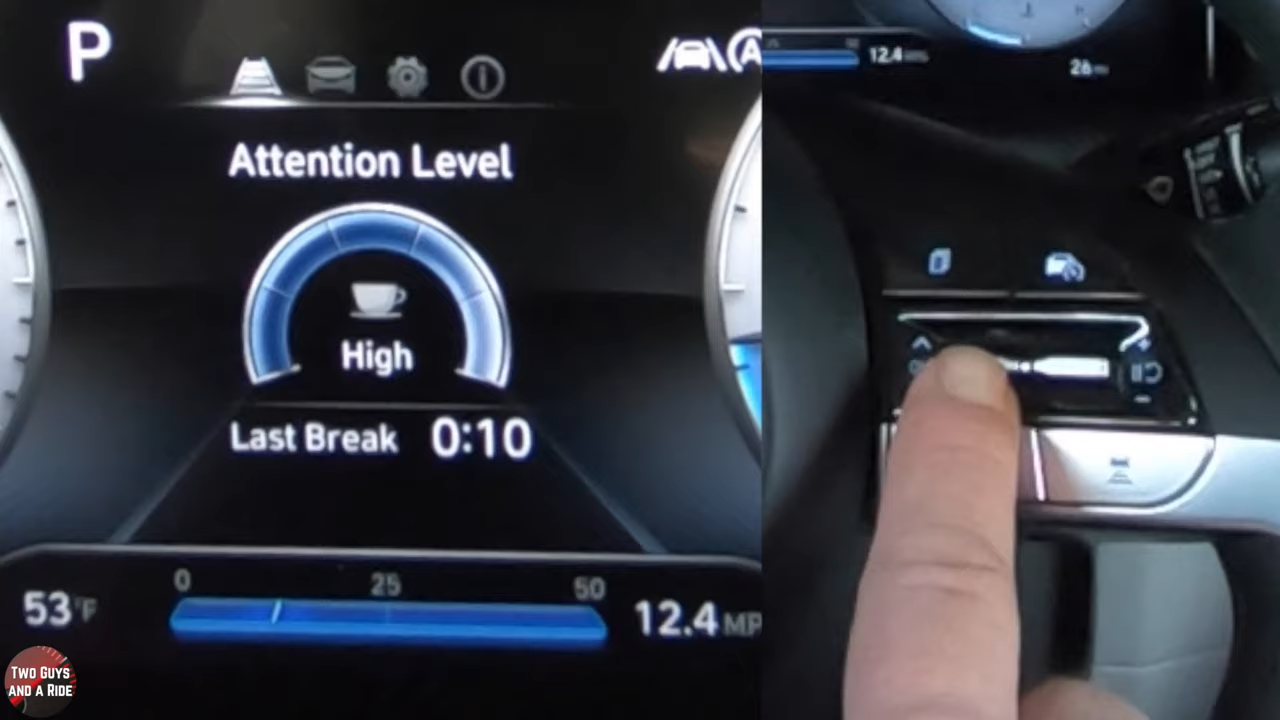 P
A
Attention Level
High
Last Break 0:10
0 25 50
53°F
12.4 MP
TWO GUYS
AND A RIDE
12.4
26